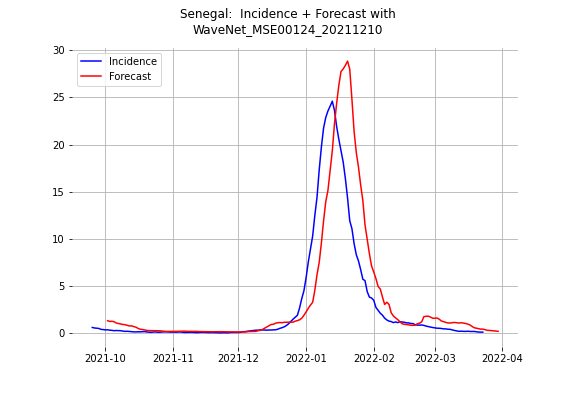 Senegal:  Incidence + Forecast with
WaveNet_MSE00124_20211210
Incidence
Forecast
30
25
20
15
10
5
0
2021-10 2021-11 2021-12 2022-01 2022-02 2022-03 2022-04